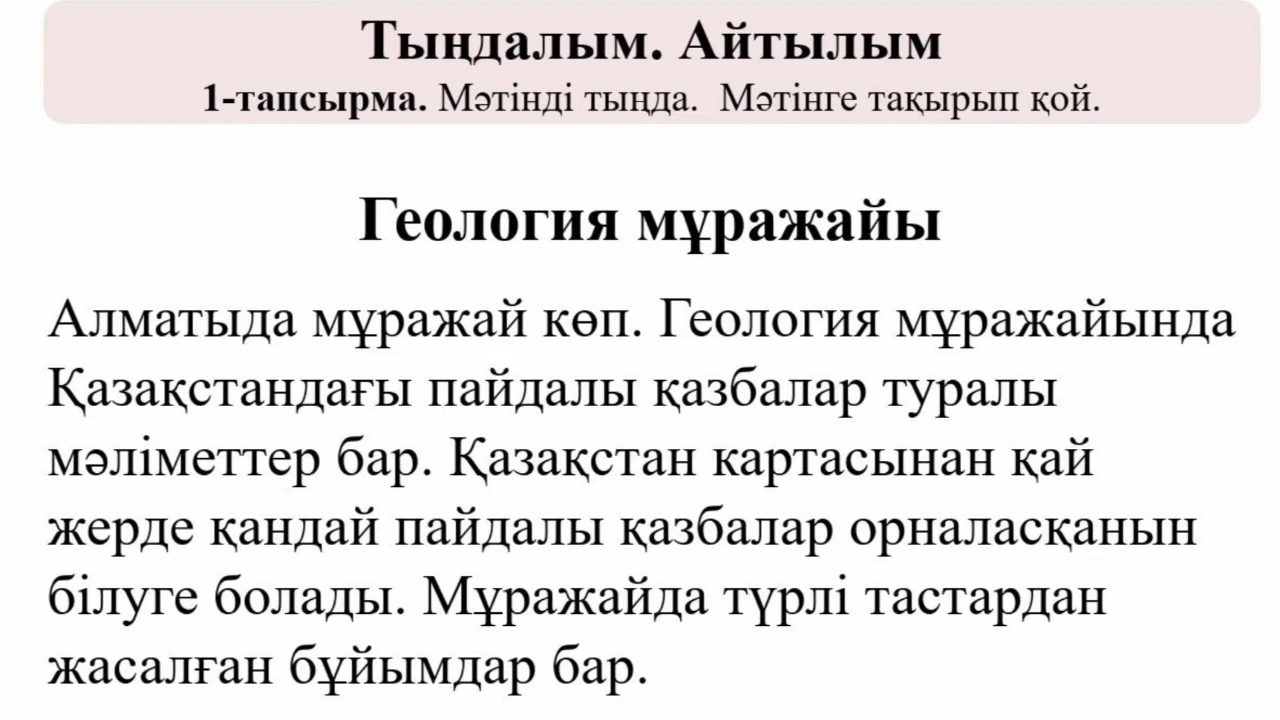 Тыңдалым. Айтылым
1-тапсырма. Мәтінді тыңда. Мәтінге тақырып қой.
Геология мұражайы
Алматыда мұражай көп. Геология мұражайында
Қазақстандағы пайдалы қазбалар туралы
мәліметтер бар. Қазақстан картасынан қай
жерде қандай пайдалы қазбалар орналасқанын
білуге болады. Мұражайда түрлі тастардан
жасалған бұйымдар бар.